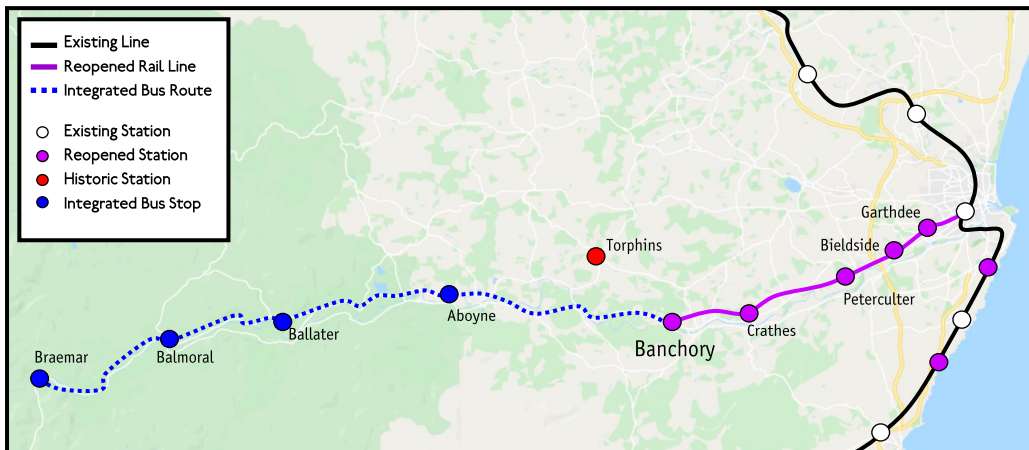 Existing Line
Reopened Rail Line
Integrated Bus Route
Existing Station
Reopened Station
Historic Station
Integrated Bus Stop
Garthdee
Bieldside
Torphins
Peterculter
Aboyne
Crathes
Ballater
Banchory
Braemar
Balmoral